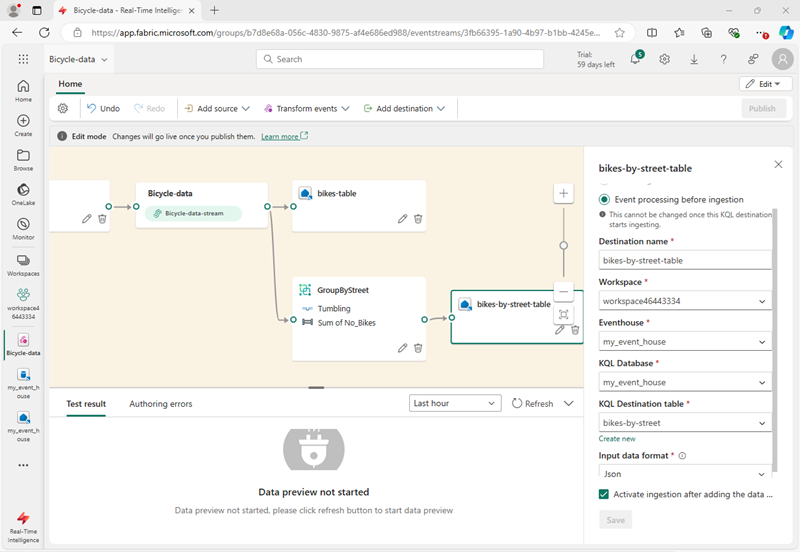 Bicycle-data - Real-Time Intelligence
https://app.fabric.microsoft.com/groups/b7d8e68a-056c-4830-9875-af4e686ed988/eventstreams/3fb66395-1a90-4b97-b1bb-4245e...
Bicycle-data
Search
Trial:
59 days left
5
Home
Edit
Undo
Redo
Add source
Transform events
Add destination
Publish
Edit mode
Changes will go live once you publish them.
Learn more
Home
Create
Browse
OneLake
Monitor
Workspaces
workspace4
6443334
Bicycle-data
my_event_h
ouse
my_event_h
ouse
Real-Time
Intelligence
Bicycle-data
Bicycle-data-stream
bikes-table
GroupByStreet
Tumbling
Sum of No_Bikes
bikes-by-street-table
Test result
Authoring errors
Last hour
Refresh
Data preview not started
Data preview not started, please click refresh button to start data preview
bikes-by-street-table
Event processing before ingestion
This cannot be changed once this KQL destination
starts ingesting.
Destination name *
bikes-by-street-table
Workspace *
workspace46443334
Eventhouse *
my_event_house
KQL Database *
my_event_house
KQL Destination table *
bikes-by-street
Create new
Input data format *
Json
Activate ingestion after adding the data ...
Save